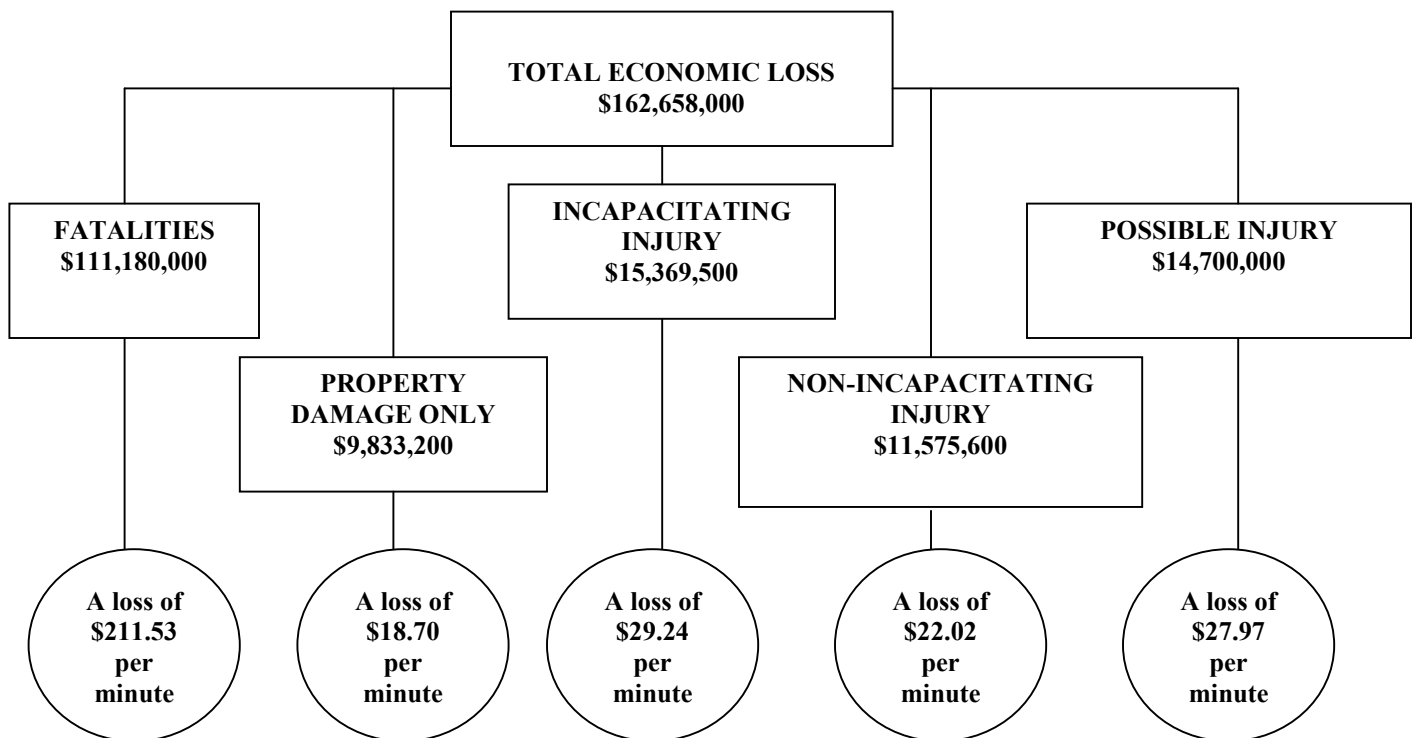 TOTAL ECONOMIC LOSS
$162,658,000
FATALITIES
$111,180,000
INCAPACITATING
INJURY
$15,369,500
POSSIBLE INJURY
$14,700,000
PROPERTY
DAMAGE ONLY
$9,833,200
NON-INCAPACITATING
INJURY
$11,575,600
A loss of
$211.53
per
minute
A loss of
$18.70
per
minute
A loss of
$29.24
per
minute
A loss of
$22.02
per
minute
A loss of
$27.97
per
minute